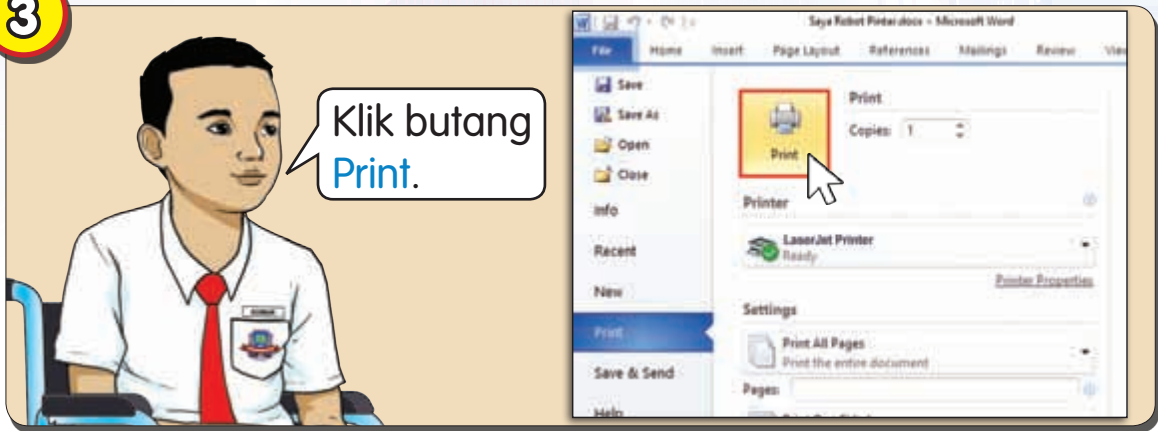 3
Klik butang
Print.
Saya Robot Pintar.docx - Microsoft Word
File Home Insert Page Layout References Mailings Review View
Save
Save As
Open
Close
Info
Recent
New
Print
Save & Send
Help
Print
Print
Copies: 1
Printer
LaserJet Printer
Ready
Printer Properties
Settings
Print All Pages
Print the entire document
Pages: